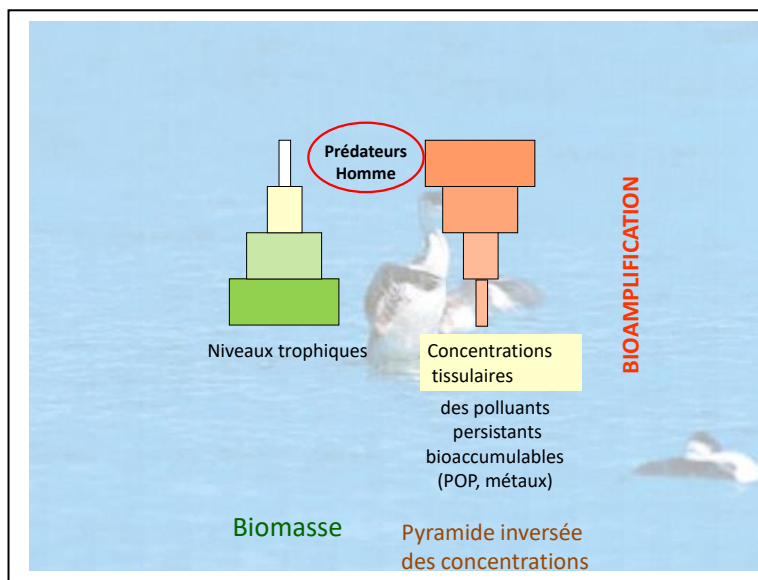 Prédateurs
Homme
Niveaux trophiques
Concentrations
tissulaires
des polluants
persistants
bioaccumulables
(POP, métaux)
BIOAMPLIFICATION
Biomasse
Pyramide inversée
des concentrations